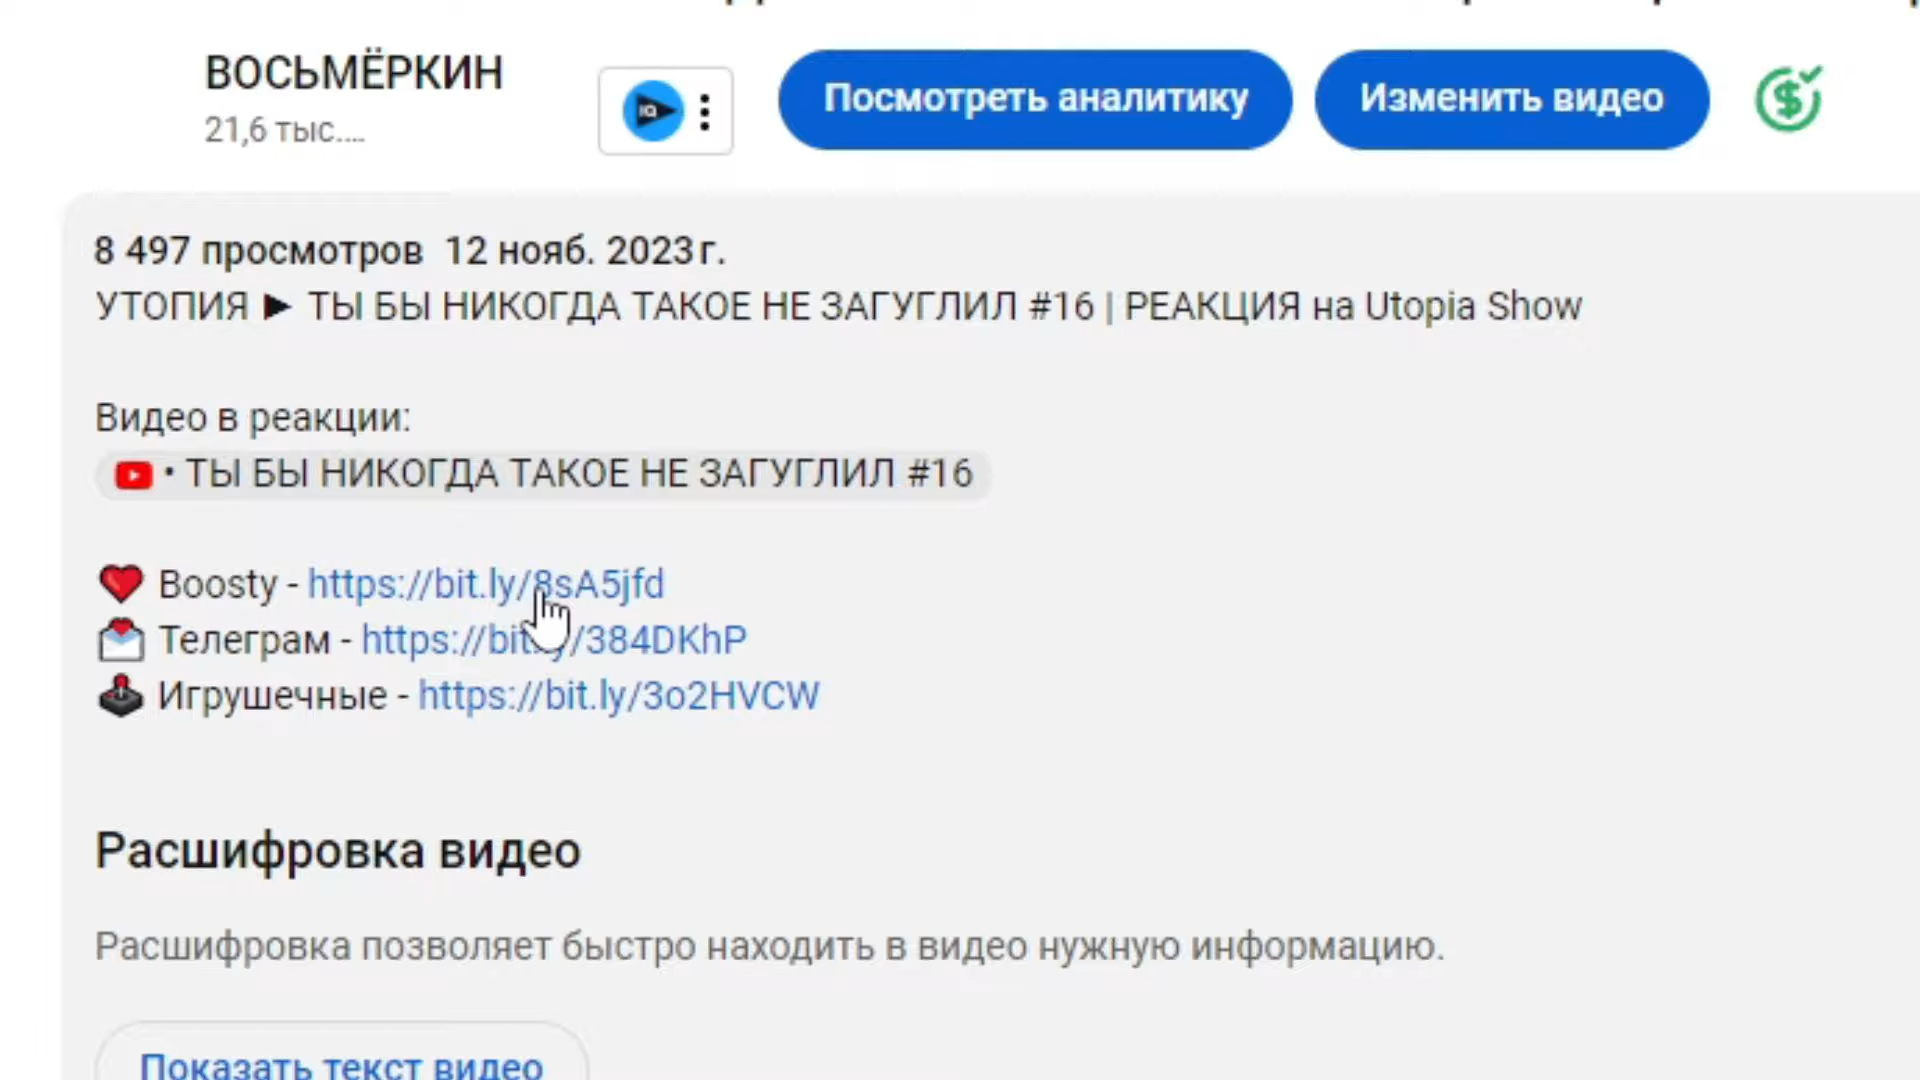 ВОСЬМЁРКИН
21,6 тыс.…
IQ
Посмотреть аналитику
Изменить видео
8 497 просмотров 12 нояб. 2023 г.
УТОПИЯ ► ТЫ БЫ НИКОГДА ТАКОЕ НЕ ЗАГУГЛИЛ #16 | РЕАКЦИЯ на Utopia Show
Видео в реакции:
• ТЫ БЫ НИКОГДА ТАКОЕ НЕ ЗАГУГЛИЛ #16
❤️ Boosty - https://bit.ly/8sA5jfd
💌 Телеграм - https://bit.ly/384DKhP
🕹️ Игрушечные - https://bit.ly/3o2HVCW
Расшифровка видео
Расшифровка позволяет быстро находить в видео нужную информацию.
Показать текст видео